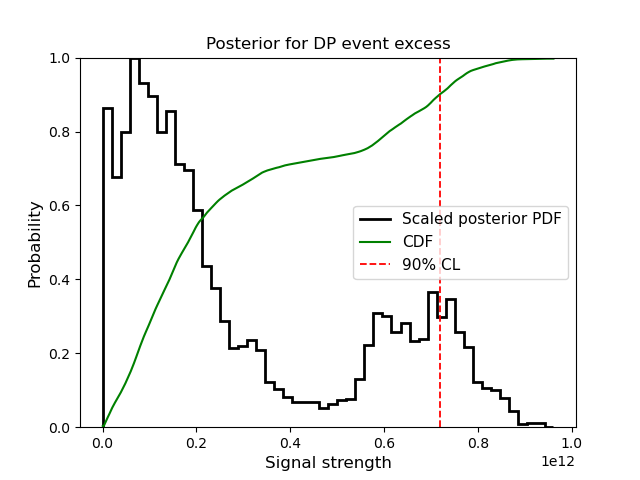 Posterior for DP event excess
Probability
1.0
0.8
0.6
0.4
0.2
0.0
Scaled posterior PDF
CDF
90% CL
0.0 0.2 0.4 0.6 0.8 1.0
1e12
Signal strength